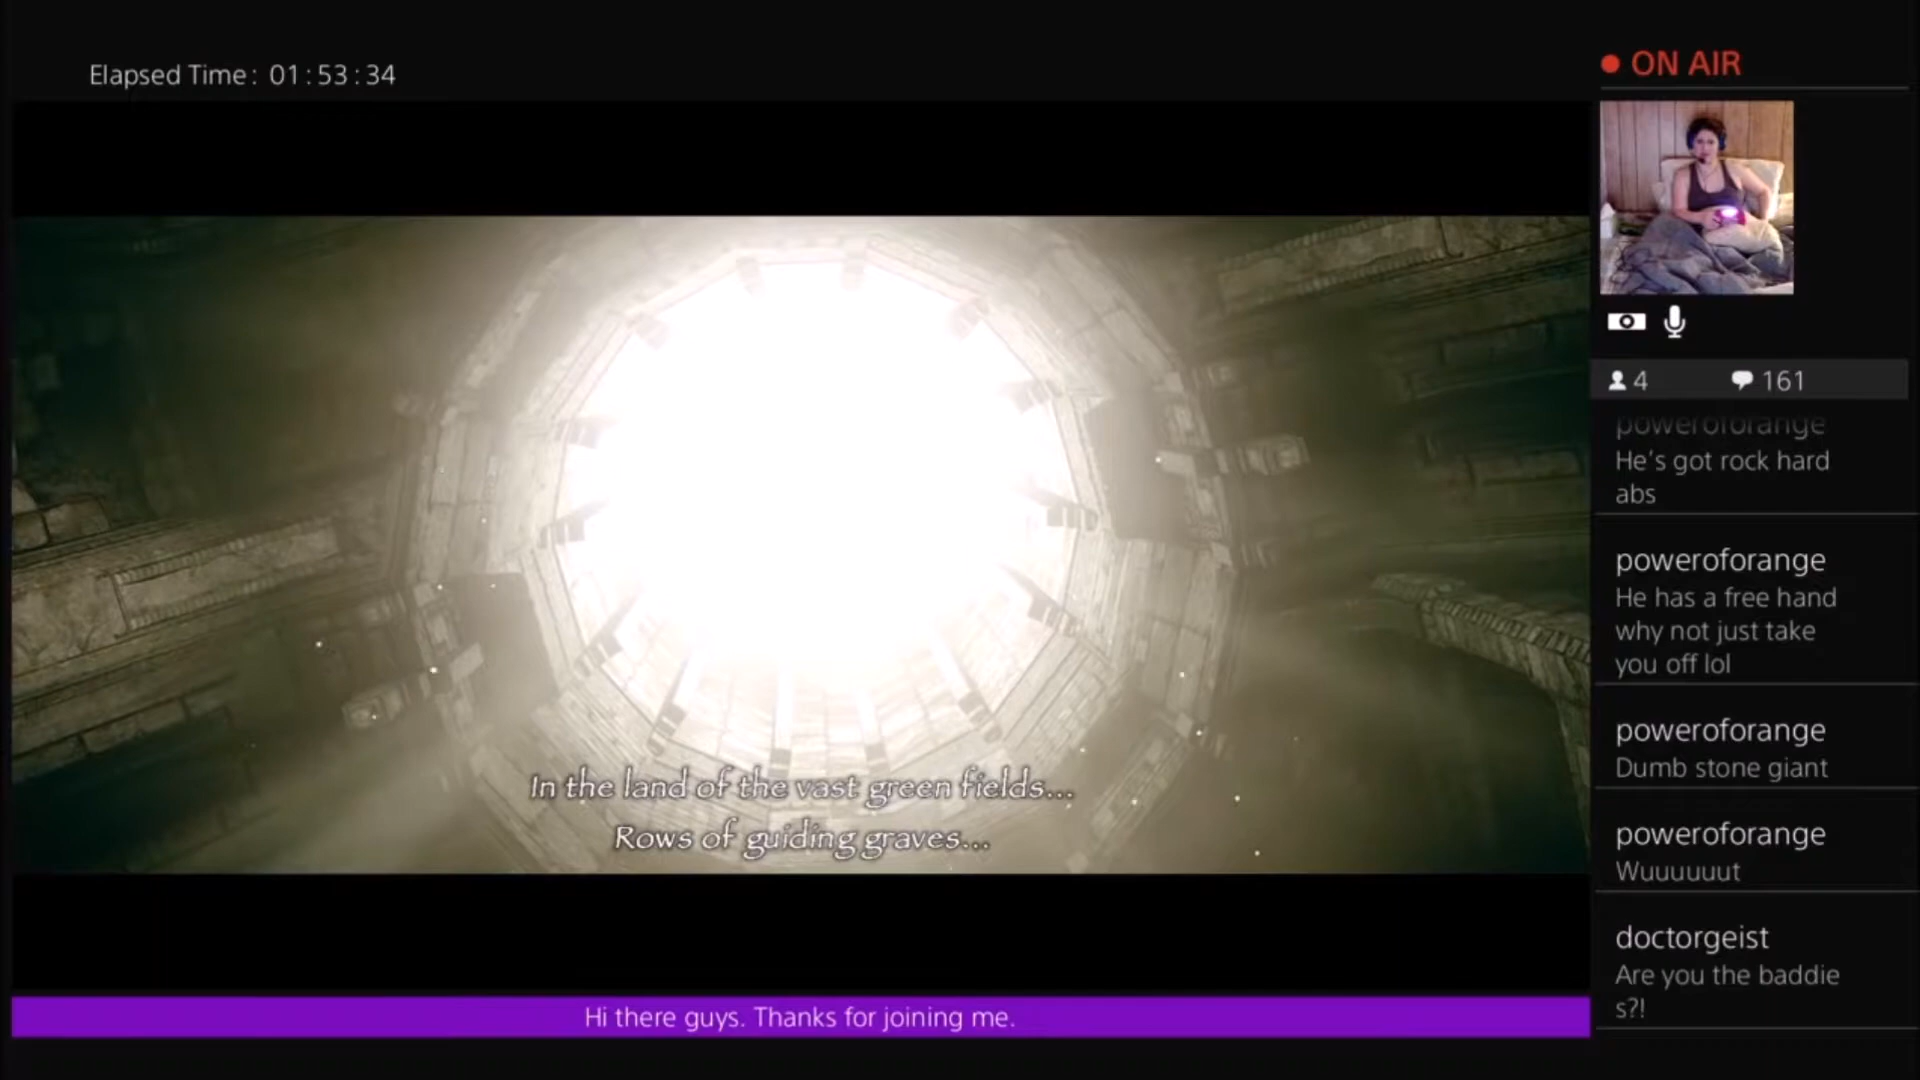 Elapsed Time: 01:53:34
ON AIR
4 161
poweroforange
He's got rock hard
abs
poweroforange
He has a free hand
why not just take
you off lol
poweroforange
Dumb stone giant
poweroforange
Wuuuuuut
doctorgeist
Are you the baddie
s?!
In the land of the vast green fields...
Rows of guiding graves...
Hi there guys. Thanks for joining me.